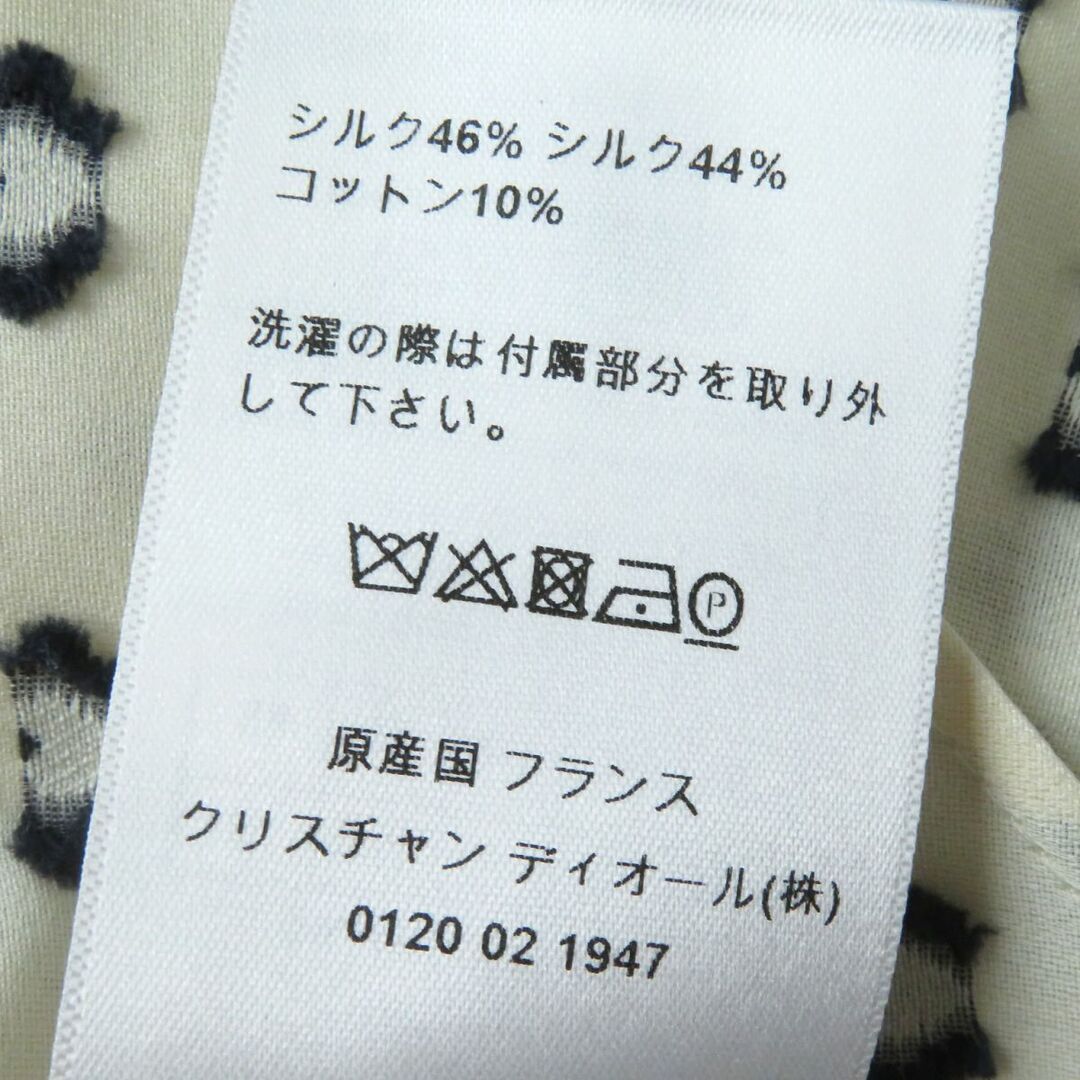 シルク46% シルク44%
コットン10%
洗濯の際は付属部分を取り外
して下さい。
P
原産国 フランス
クリスチャン ディオール(株)
0120 02 1947